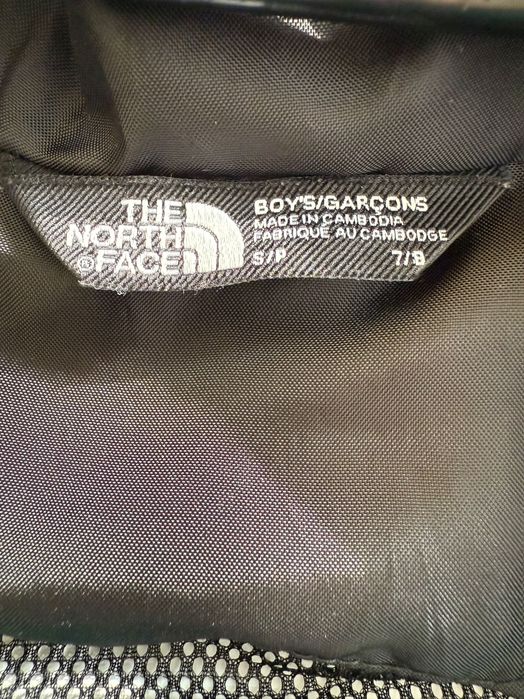 THE
NORTH
FACE®
BOY'S/GARÇONS
MADE IN CAMBODIA
FABRIQUÉ AU CAMBODGE
S/P 7/8